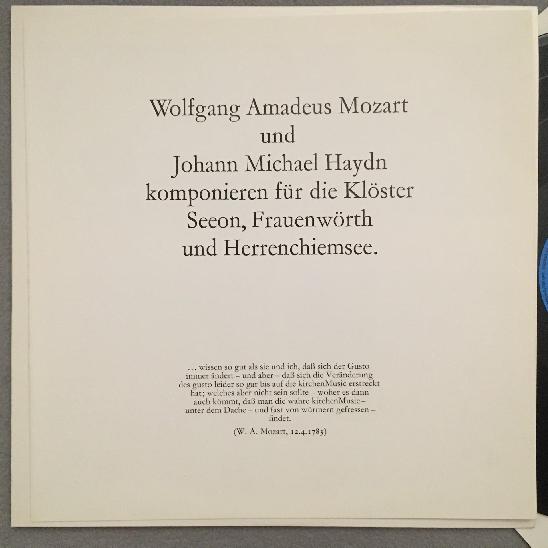 Wolfgang Amadeus Mozart
und
Johann Michael Haydn
komponieren für die Klöster
Seeon, Frauenwörth
und Herrenchiemsee.
… wissen so gut als sie und ich, daß sich der Gusto
immer ändert – und aber – daß sich die Veränderung
des gusto leider so gar bis auf die kirchenMusic erstreckt
hat; welches aber nicht sein sollte – woher es dann
auch kömmt, daß man die wahre kirchenMusic –
unter dem Dache – und fast von würmern gefressen –
findet.
(W. A. Mozart, 12.4.1783)